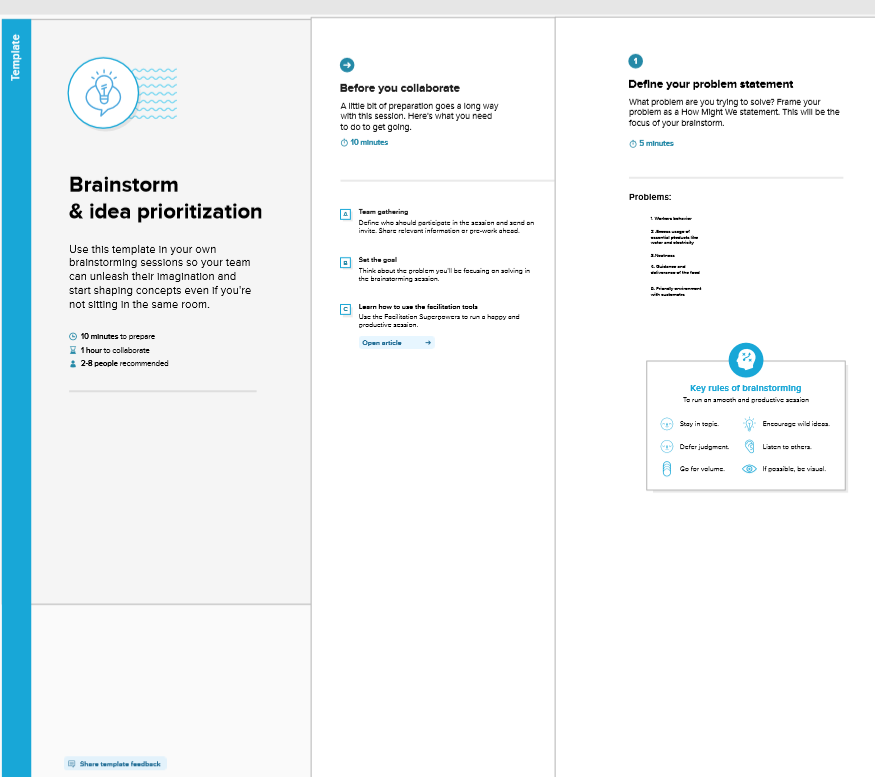 Template
Brainstorm
& idea prioritization
Use this template in your own
brainstorming sessions so your team
can unleash their imagination and
start shaping concepts even if you're
not sitting in the same room.
10 minutes to prepare
1 hour to collaborate
2-8 people recommended
Share template feedback
Before you collaborate
A little bit of preparation goes a long way
with this session. Here's what you need
to do to get going.
10 minutes
A
Team gathering
Define who should participate in the session and send an
invite. Share relevant information or pre-work ahead.
B
Set the goal
Think about the problem you'll be focusing on solving in
the brainstorming session.
C
Learn how to use the facilitation tools
Use the Facilitation Superpowers to run a happy and
productive session.
Open article
1
Define your problem statement
What problem are you trying to solve? Frame your
problem as a How Might We statement. This will be the
focus of your brainstorm.
5 minutes
Problems:
1. Workers behavior
2 .Excess usage of
essential products like
water and electricity
3.Neatness
4. Guidance and
deliverance of the food
5. Friendly environment
with customers
Key rules of brainstorming
To run an smooth and productive session
Stay in topic.
Encourage wild ideas.
Defer judgment.
Listen to others.
Go for volume.
If possible, be visual.